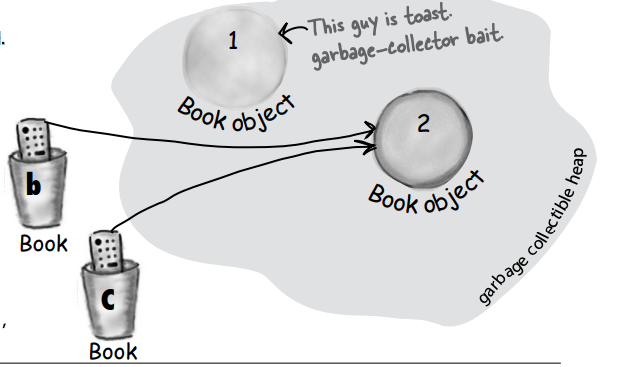 1
This guy is toast.
garbage-collector bait.
Book object
2
Book object
b
Book
c
Book
garbage collectible heap
,